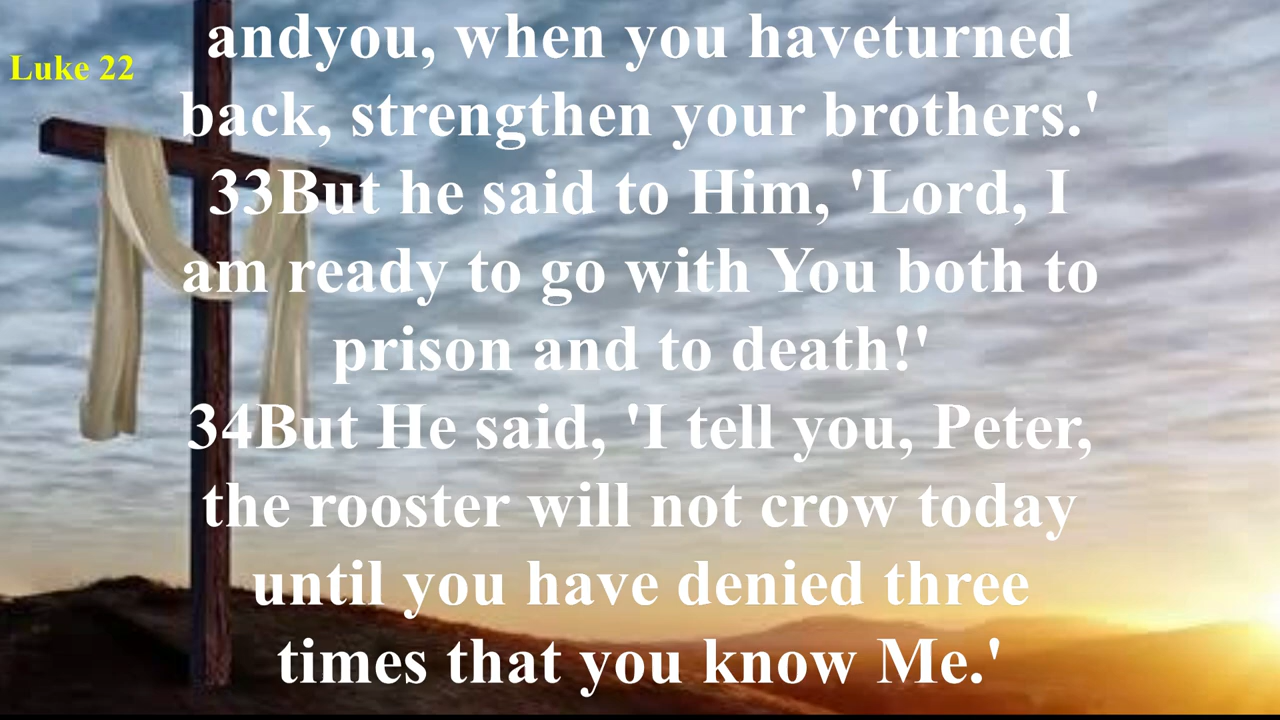 Luke 22
andyou, when you haveturned
back, strengthen your brothers.'
33But he said to Him, 'Lord, I
am ready to go with You both to
prison and to death!'
34But He said, 'I tell you, Peter,
the rooster will not crow today
until you have denied three
times that you know Me.'